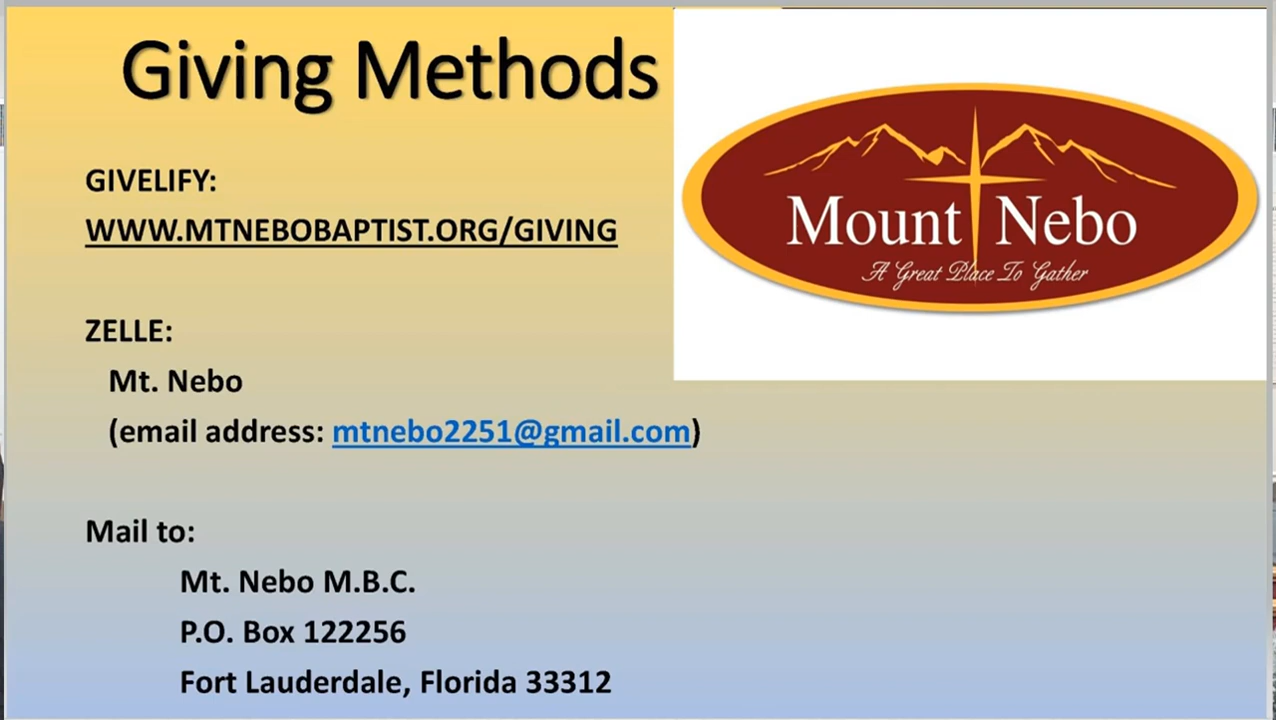 Giving Methods
GIVELIFY:
WWW.MTNEBOBAPTIST.ORG/GIVING
ZELLE:
Mt. Nebo
(email address: mtnebo2251@gmail.com)
Mail to:
Mt. Nebo M.B.C.
P.O. Box 122256
Fort Lauderdale, Florida 33312
Mount Nebo
A Great Place To Gather